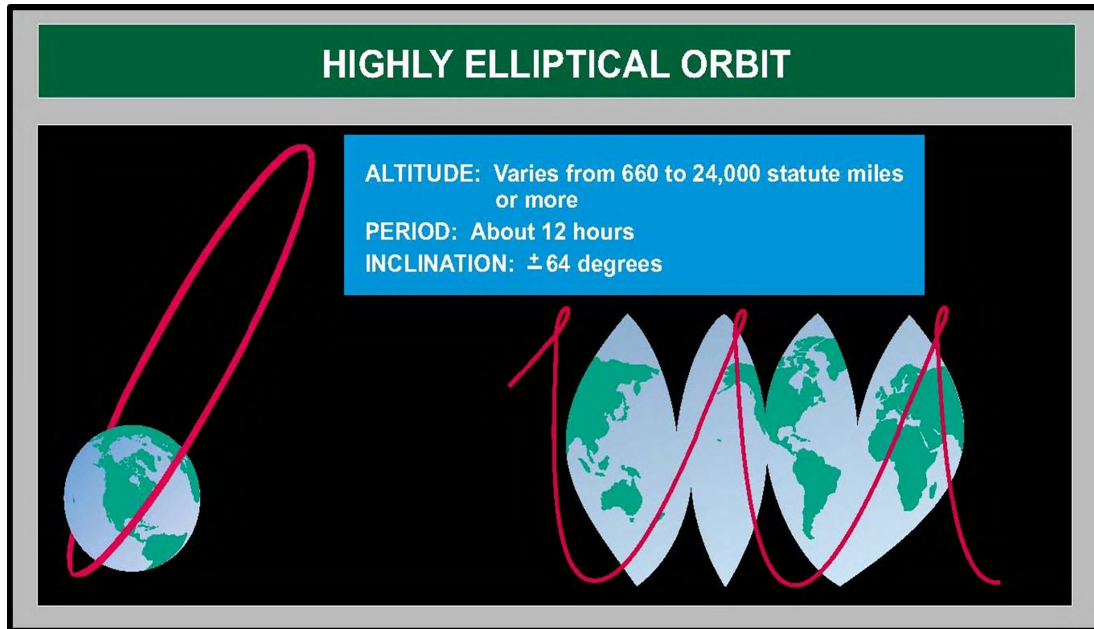 HIGHLY ELLIPTICAL ORBIT
ALTITUDE: Varies from 660 to 24,000 statute miles
or more
PERIOD: About 12 hours
INCLINATION: ±64 degrees